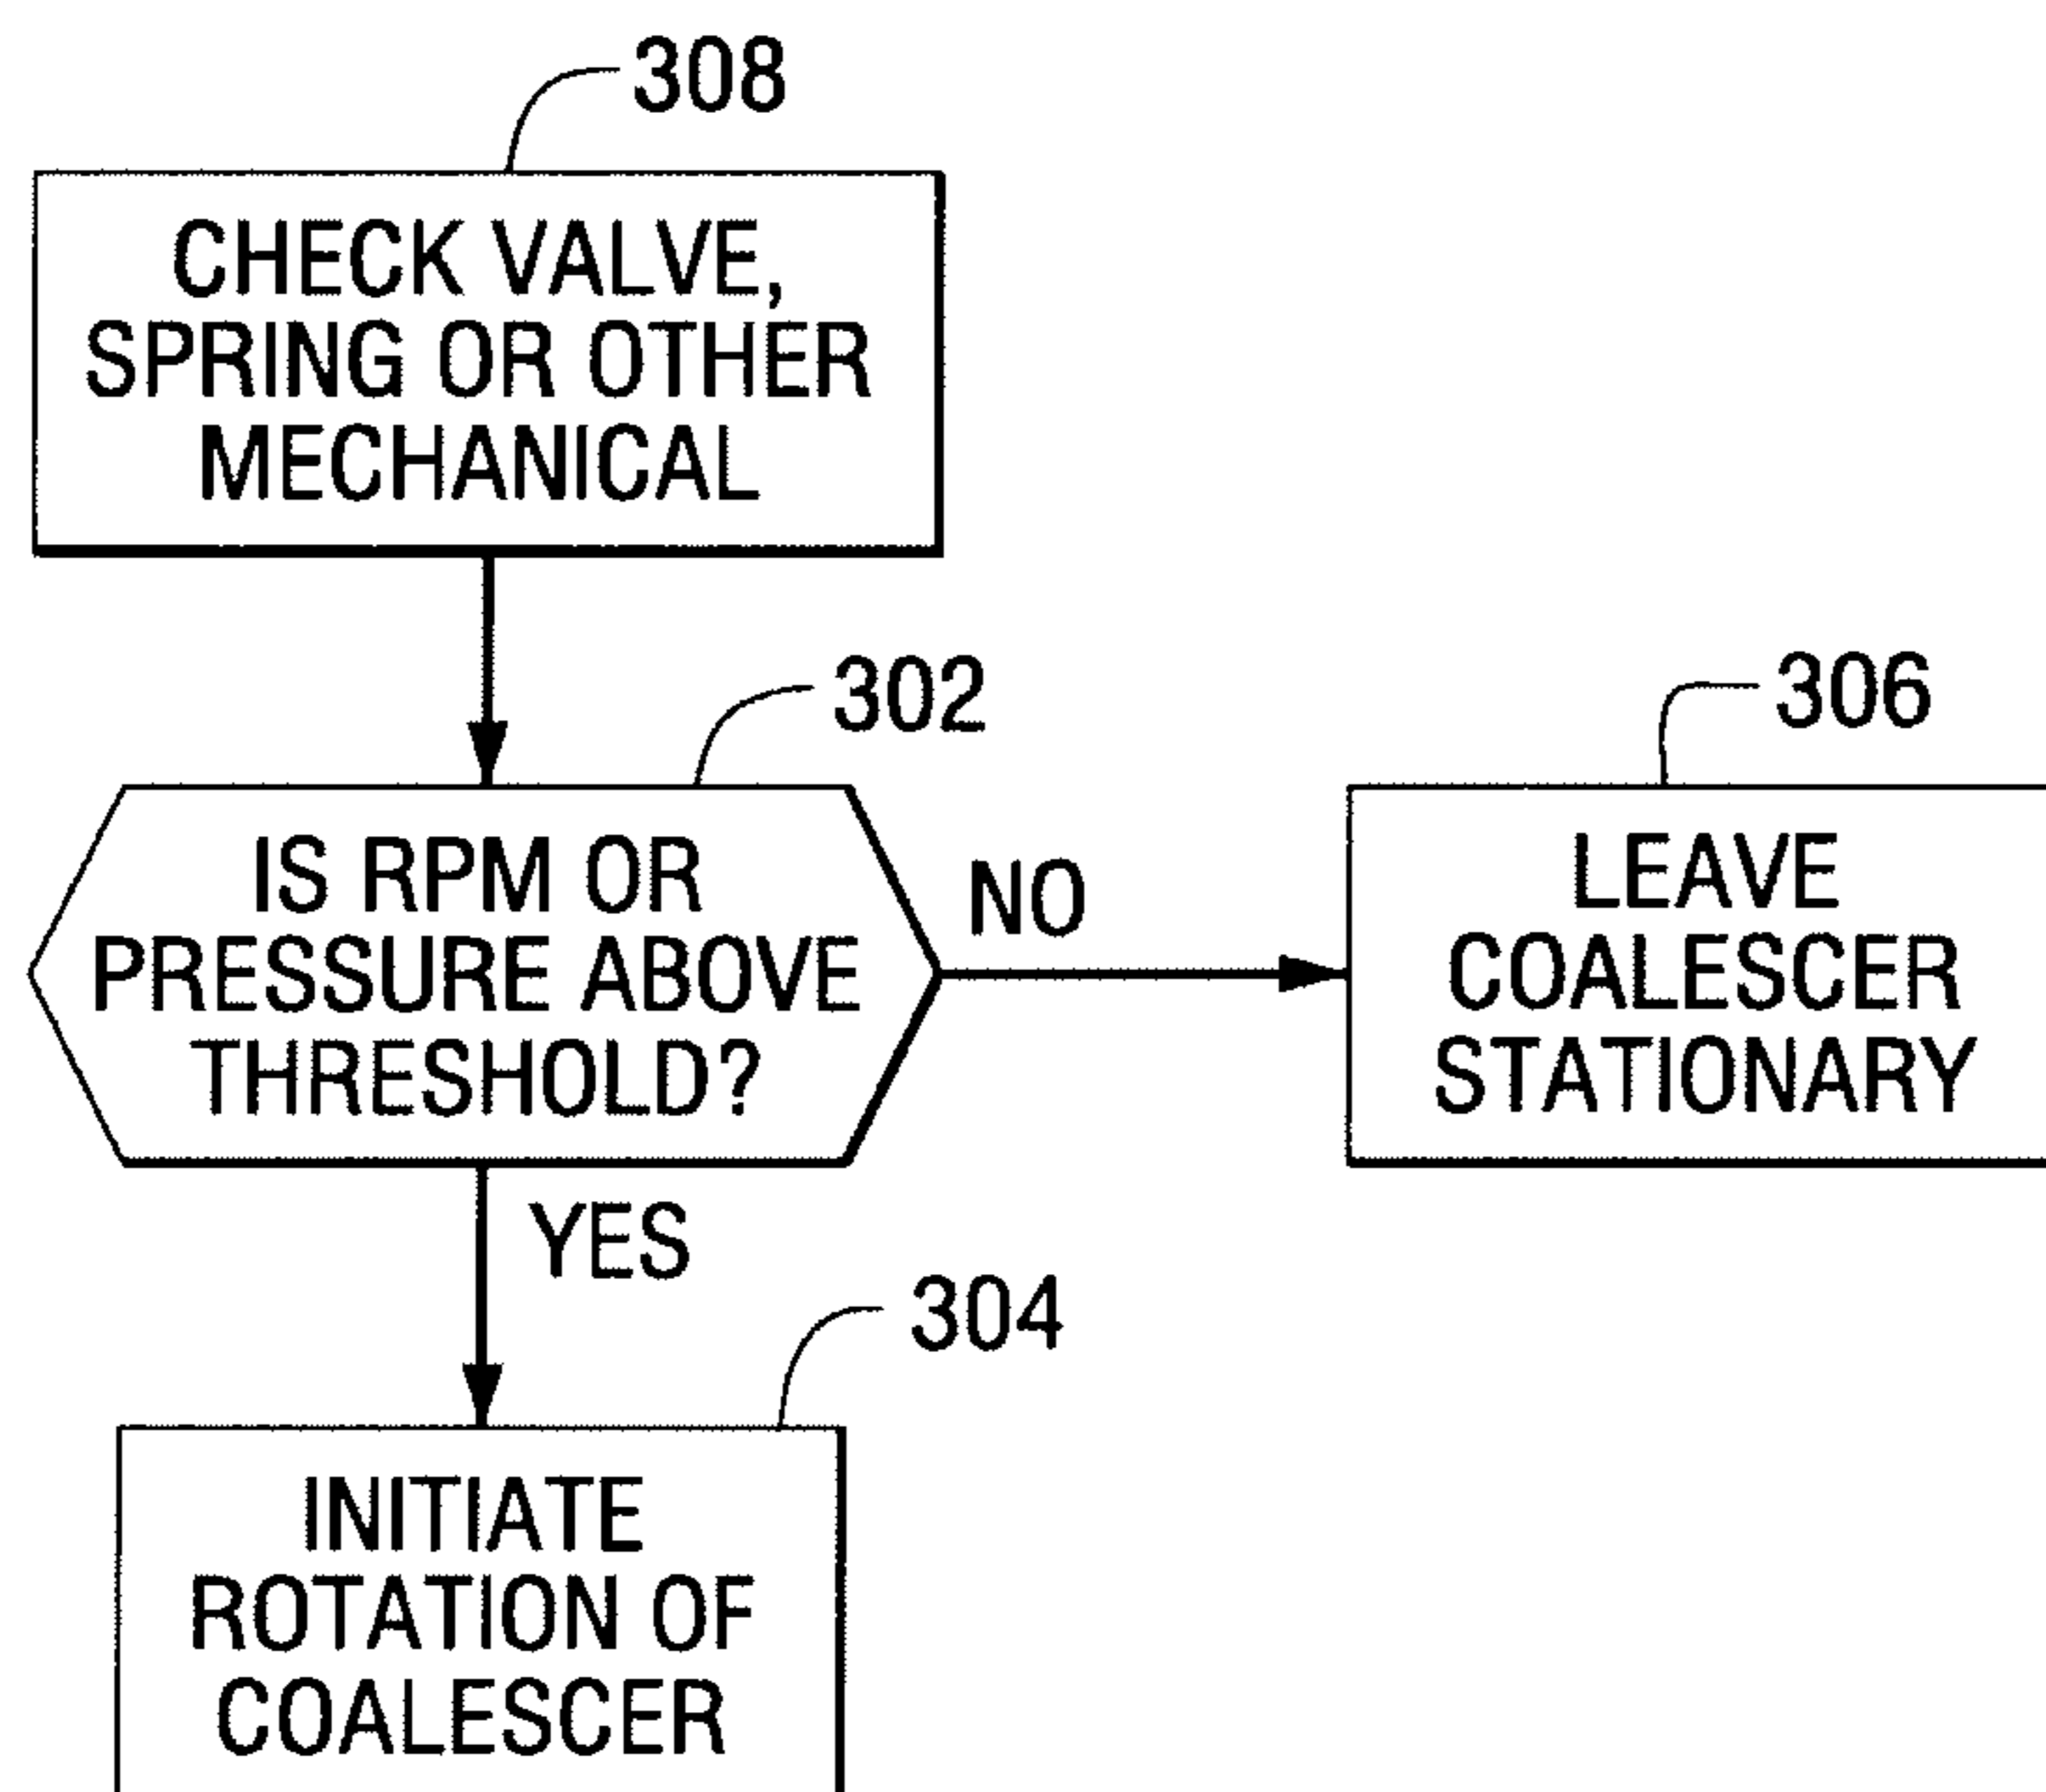 308
CHECK VALVE,
SPRING OR OTHER
MECHANICAL
302
IS RPM OR
PRESSURE ABOVE
THRESHOLD?
NO
306
LEAVE
COALESCER
STATIONARY
YES
304
INITIATE
ROTATION OF
COALESCER